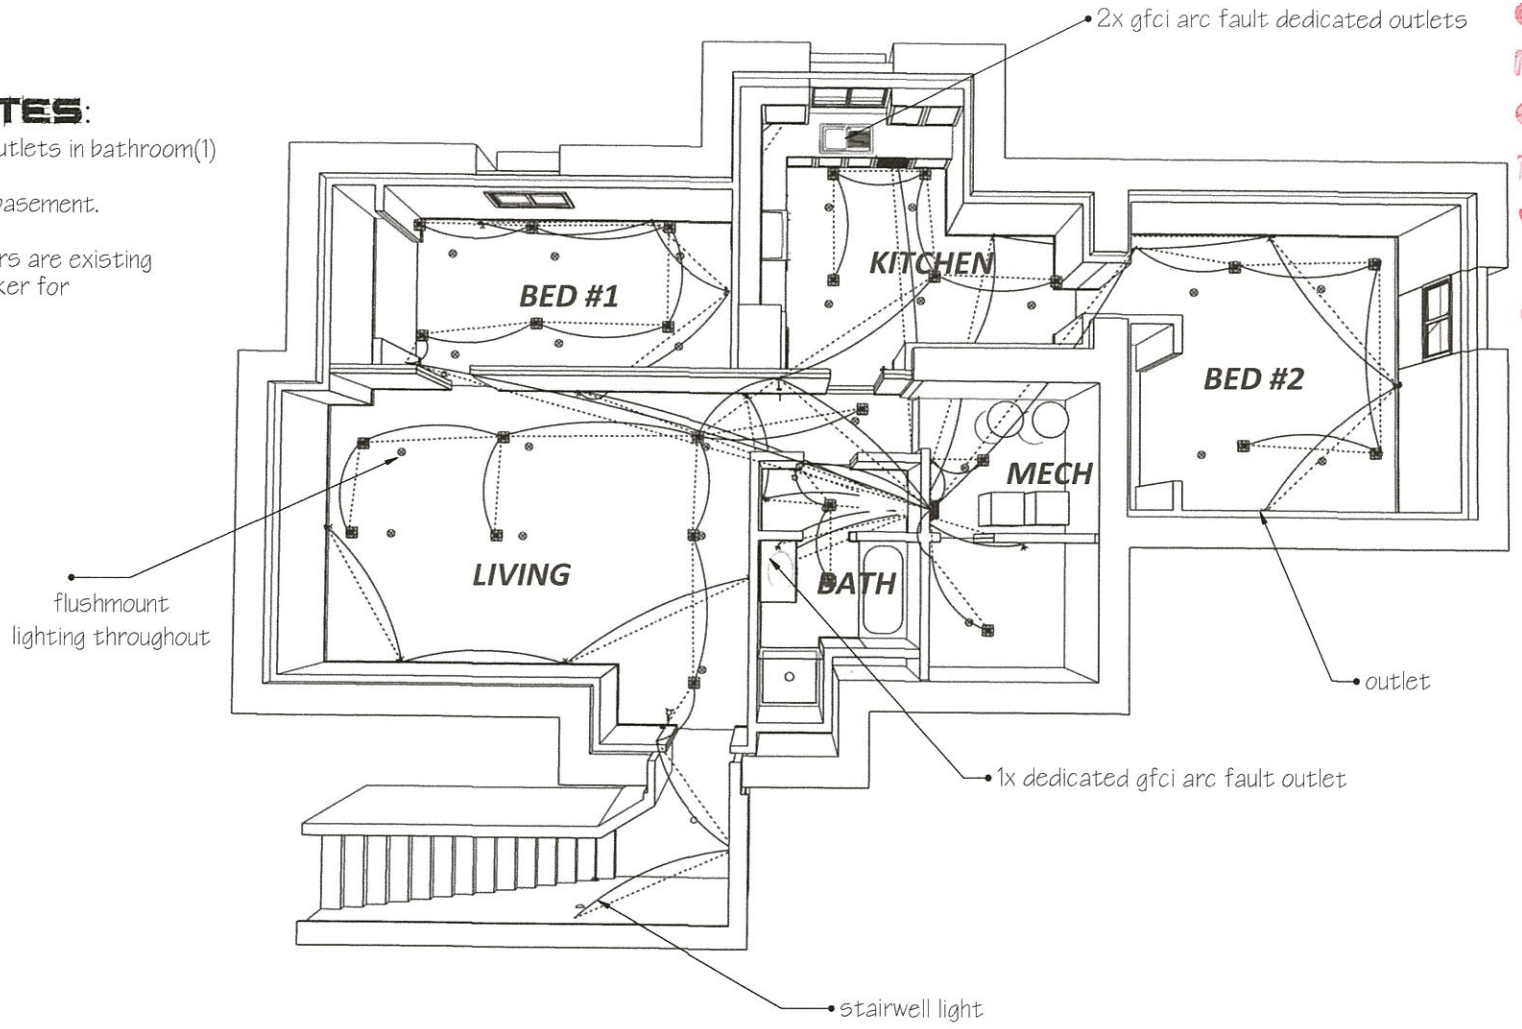 2x gfci arc fault dedicated outlets
TES:
utlets in bathroom(1)
basement.
rs are existing
ker for
KITCHEN
BED #1
BED #2
MECH
LIVING
BATH
flushmount
lighting throughout
outlet
1x dedicated gfci arc fault outlet
stairwell light